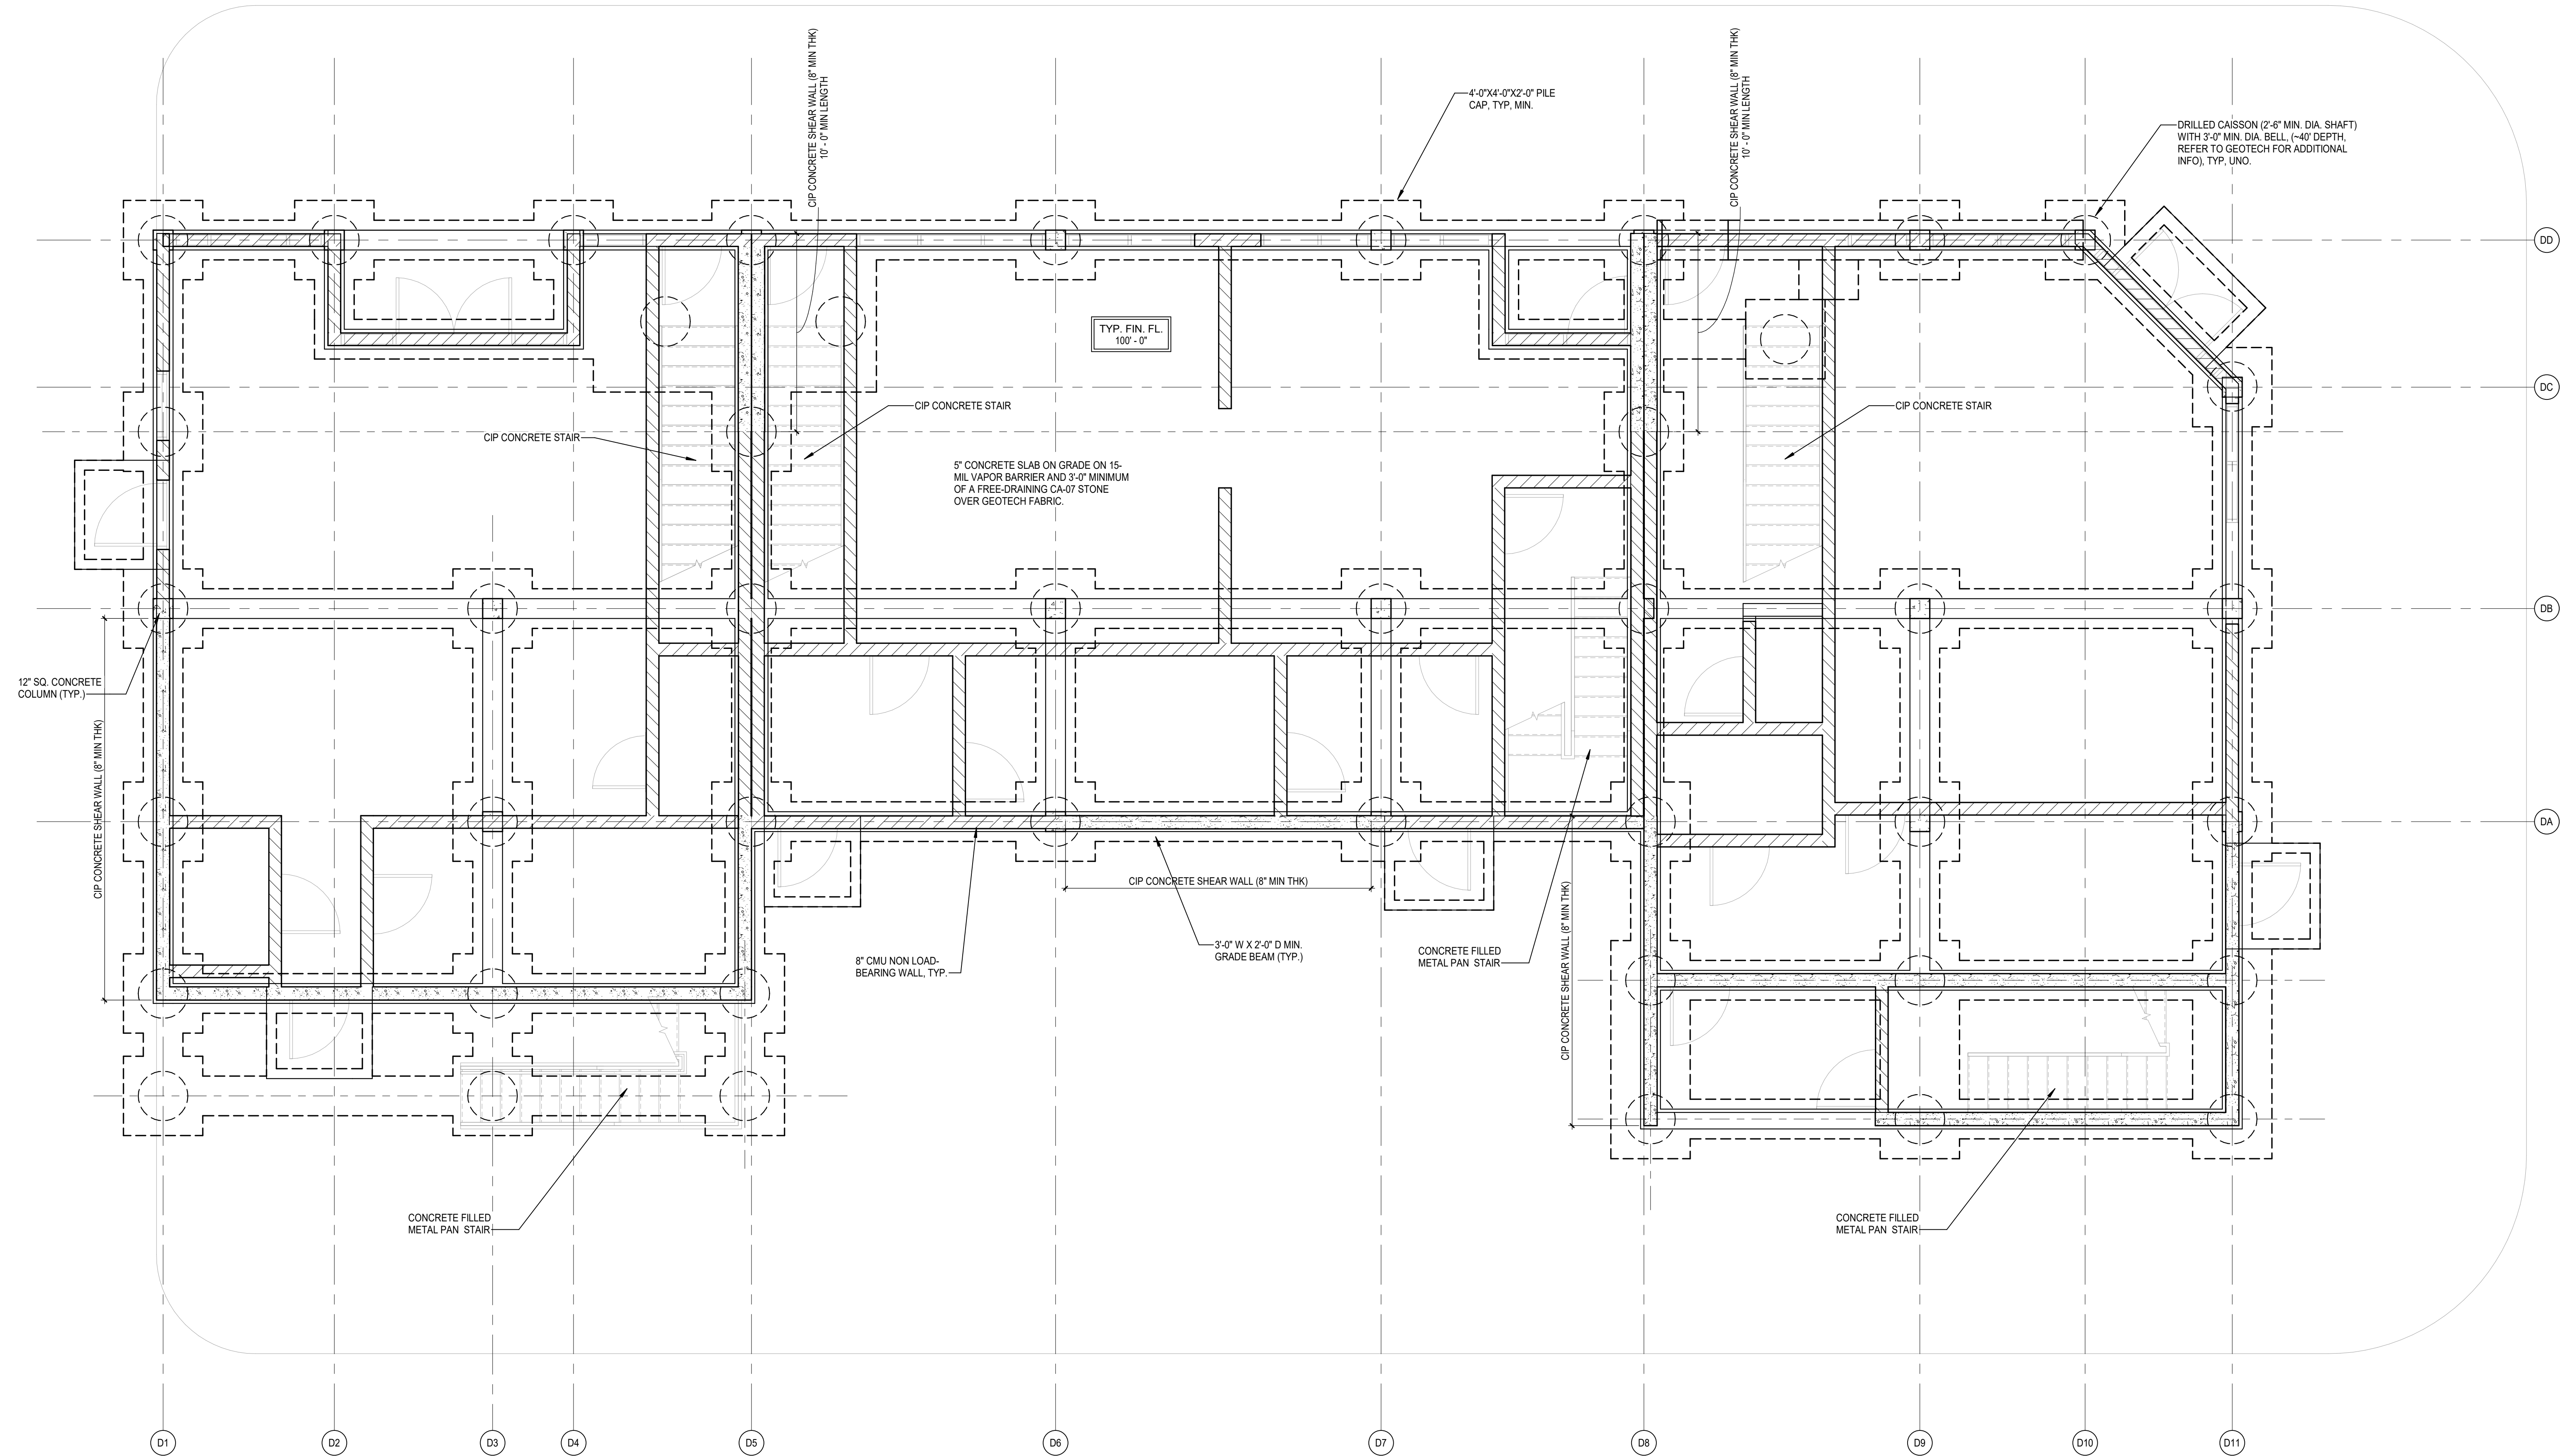 CIP CONCRETE SHEAR WALL (8" MIN THK)
10' - 0" MIN LENGTH
CIP CONCRETE SHEAR WALL (8" MIN THK)
10' - 0" MIN LENGTH
4'-0"X4'-0"X2'-0" PILE
CAP, TYP, MIN.
DRILLED CAISSON (2'-6" MIN. DIA. SHAFT)
WITH 3'-0" MIN. DIA. BELL, (~40' DEPTH,
REFER TO GEOTECH FOR ADDITIONAL
INFO), TYP, UNO.
DD
TYP. FIN. FL.
100' - 0"
DC
CIP CONCRETE STAIR
CIP CONCRETE STAIR
CIP CONCRETE STAIR
5" CONCRETE SLAB ON GRADE ON 15-
MIL VAPOR BARRIER AND 3'-0" MINIMUM
OF A FREE-DRAINING CA-07 STONE
OVER GEOTECH FABRIC.
DB
12" SQ. CONCRETE
COLUMN (TYP.)
CIP CONCRETE SHEAR WALL (8" MIN THK)
DA
CIP CONCRETE SHEAR WALL (8" MIN THK)
CIP CONCRETE SHEAR WALL (8" MIN THK)
3'-0" W X 2'-0" D MIN.
GRADE BEAM (TYP.)
CONCRETE FILLED
METAL PAN STAIR
8" CMU NON LOAD-
BEARING WALL, TYP.
CONCRETE FILLED
METAL PAN STAIR
CONCRETE FILLED
METAL PAN STAIR
D1
D2
D3
D4
D5
D6
D7
D8
D9
D10
D11